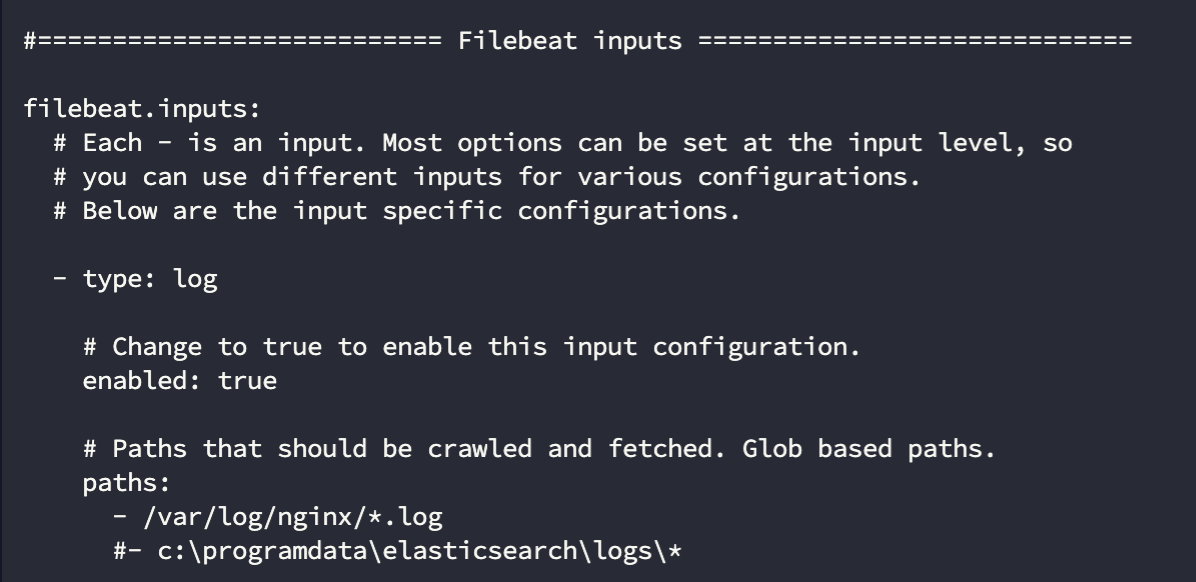 #=========================== Filebeat inputs =============================
filebeat.inputs:
  # Each - is an input. Most options can be set at the input level, so
  # you can use different inputs for various configurations.
  # Below are the input specific configurations.
  - type: log
    # Change to true to enable this input configuration.
    enabled: true
    # Paths that should be crawled and fetched. Glob based paths.
    paths:
      - /var/log/nginx/*.log
      #- c:\programdata\elasticsearch\logs\*